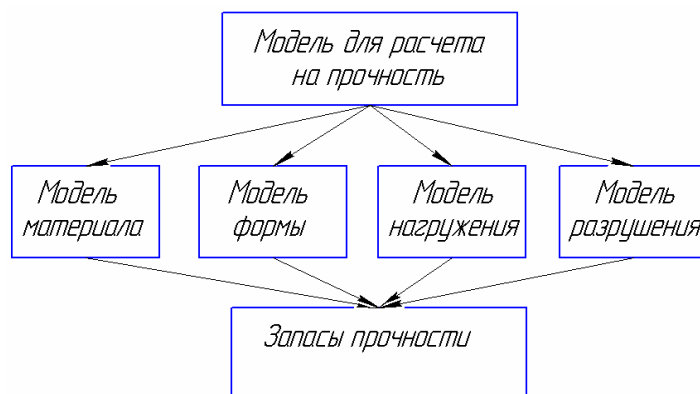 Модель для расчета
на прочность
Модель
материала
Модель
формы
Модель
нагружения
Модель
разрушения
Запасы прочности